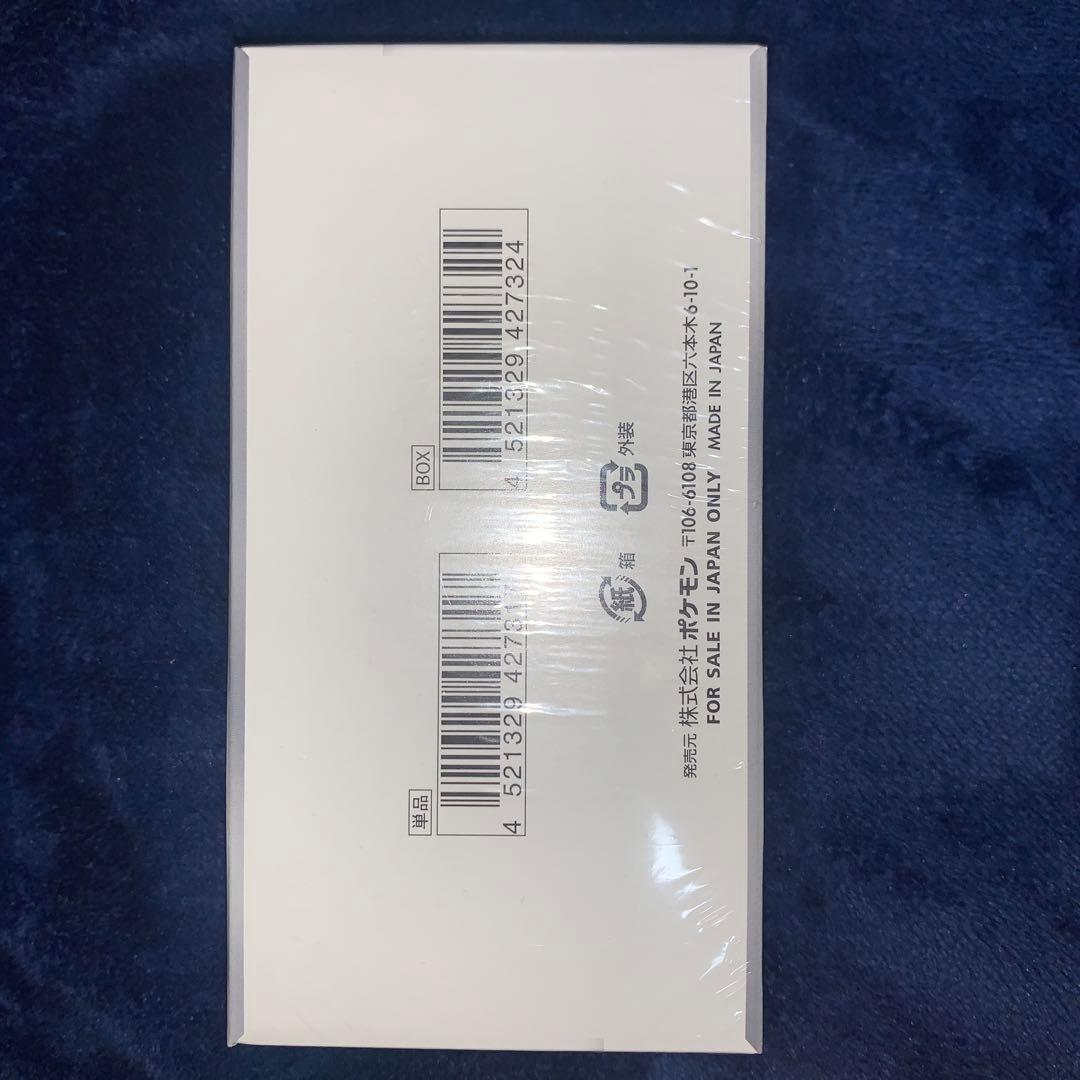 単品
4 521329 4273
BOX
4 521329 427324
紙 箱
プラ 外装
発売元 株式会社 ポケモン 〒106-6108 東京都港区六本木6-10-1
FOR SALE IN JAPAN ONLY MADE IN JAPAN